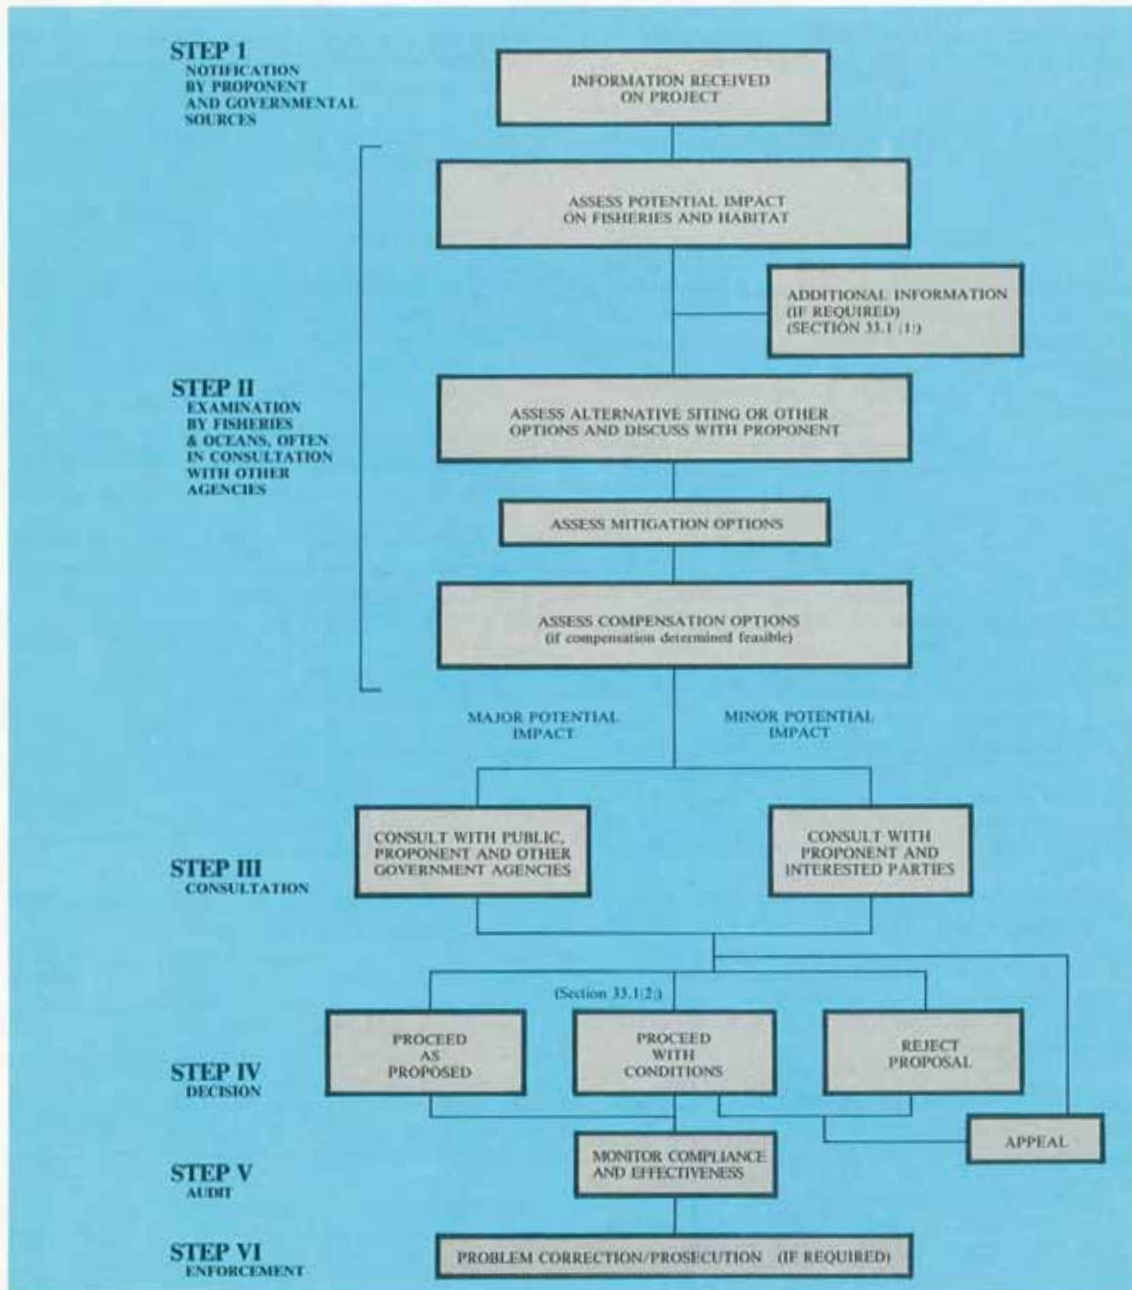 STEP 1
NOTIFICATION
BY PROPONENT
AND GOVERNMENTAL
SOURCES
INFORMATION RECEIVED
ON PROJECT
ASSESS POTENTIAL IMPACT
ON FISHERIES AND HABITAT
ADDITIONAL INFORMATION
(IF REQUIRED)
(SECTION 33.1 (1))
STEP II
EXAMINATION
BY FISHERIES
& OCEANS, OFTEN
IN CONSULTATION
WITH OTHER
AGENCIES
ASSESS ALTERNATIVE SITING OR OTHER
OPTIONS AND DISCUSS WITH PROPONENT
ASSESS MITIGATION OPTIONS
ASSESS COMPENSATION OPTIONS
(if compensation determined feasible)
MAJOR POTENTIAL
IMPACT
MINOR POTENTIAL
IMPACT
STEP III
CONSULTATION
CONSULT WITH PUBLIC,
PROPONENT AND OTHER
GOVERNMENT AGENCIES
CONSULT WITH
PROPONENT AND
INTERESTED PARTIES
(Section 33.1(2))
STEP IV
DECISION
PROCEED
AS
PROPOSED
PROCEED
WITH
CONDITIONS
REJECT
PROPOSAL
APPEAL
STEP V
AUDIT
MONITOR COMPLIANCE
AND EFFECTIVENESS
STEP VI
ENFORCEMENT
PROBLEM CORRECTION/PROSECUTION (IF REQUIRED)